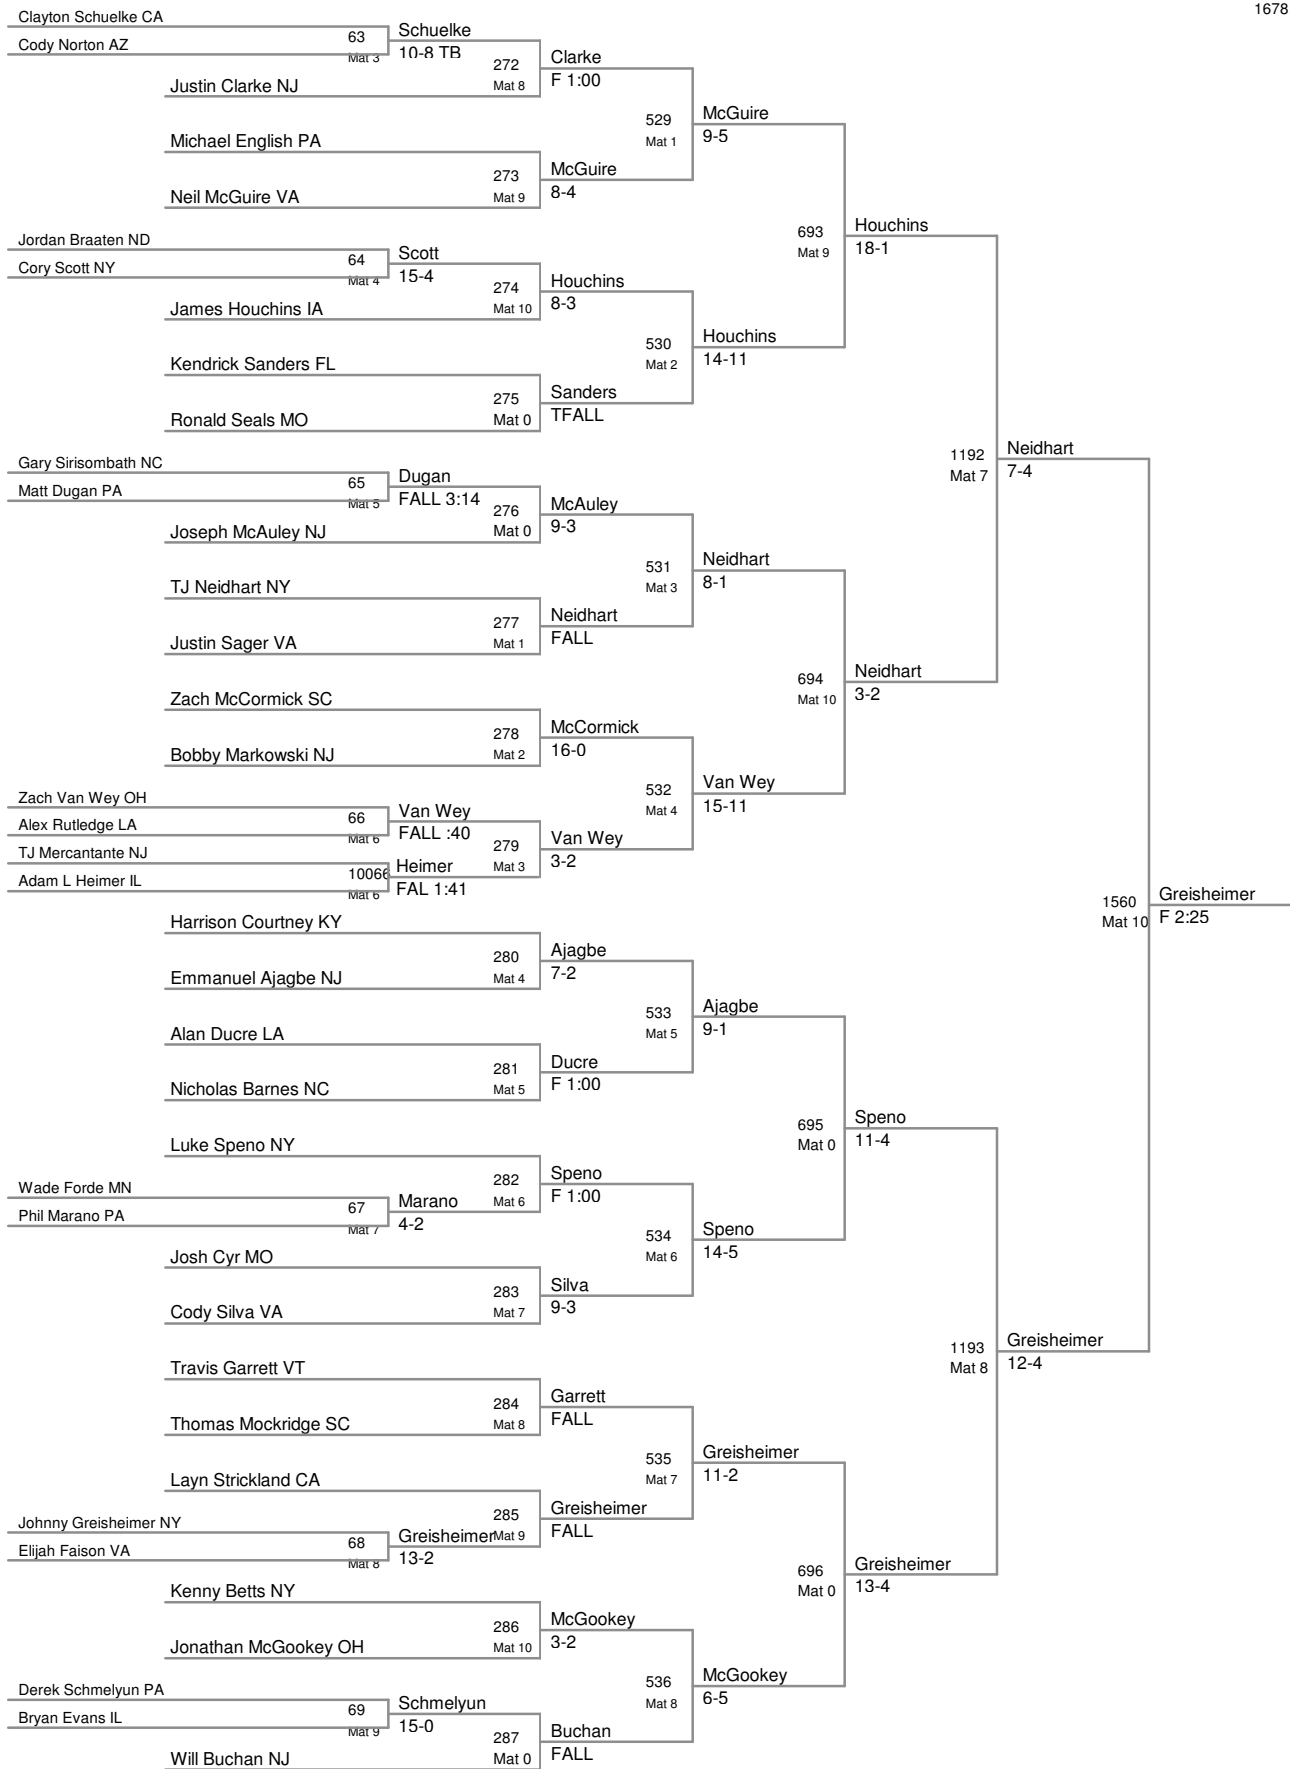 1678
Clayton Schuelke CA
Cody Norton AZ
63
Mat 3
Schuelke
10-8 TB
Justin Clarke NJ
272
Mat 8
Clarke
F 1:00
Michael English PA
Neil McGuire VA
273
Mat 9
McGuire
8-4
529
Mat 1
McGuire
9-5
Jordan Braaten ND
Cory Scott NY
64
Mat 4
Scott
15-4
James Houchins IA
274
Mat 10
Houchins
8-3
Kendrick Sanders FL
Ronald Seals MO
275
Mat 0
Sanders
TFALL
530
Mat 2
Houchins
14-11
693
Mat 9
Houchins
18-1
Gary Sirisombath NC
Matt Dugan PA
65
Mat 5
Dugan
FALL 3:14
Joseph McAuley NJ
276
Mat 0
McAuley
9-3
TJ Neidhart NY
Justin Sager VA
277
Mat 1
Neidhart
FALL
531
Mat 3
Neidhart
8-1
Zach McCormick SC
Bobby Markowski NJ
278
Mat 2
McCormick
16-0
Zach Van Wey OH
Alex Rutledge LA
66
Mat 6
Van Wey
FALL :40
TJ Mercantante NJ
Adam L Heimer IL
10066
Mat 6
Heimer
FAL 1:41
279
Mat 3
Van Wey
3-2
532
Mat 4
Van Wey
15-11
694
Mat 10
Neidhart
3-2
1192
Mat 7
Neidhart
7-4
Harrison Courtney KY
Emmanuel Ajagbe NJ
280
Mat 4
Ajagbe
7-2
Alan Ducre LA
Nicholas Barnes NC
281
Mat 5
Ducre
F 1:00
533
Mat 5
Ajagbe
9-1
Luke Speno NY
Wade Forde MN
Phil Marano PA
67
Mat 7
Marano
4-2
282
Mat 6
Speno
F 1:00
Josh Cyr MO
Cody Silva VA
283
Mat 7
Silva
9-3
534
Mat 6
Speno
14-5
695
Mat 0
Speno
11-4
Travis Garrett VT
Thomas Mockridge SC
284
Mat 8
Garrett
FALL
Layn Strickland CA
Johnny Greisheimer NY
Elijah Faison VA
68
Mat 8
Greisheimer
13-2
285
Mat 9
Greisheimer
FALL
535
Mat 7
Greisheimer
11-2
Kenny Betts NY
Jonathan McGookey OH
286
Mat 10
McGookey
3-2
Derek Schmelyun PA
Bryan Evans IL
69
Mat 9
Schmelyun
15-0
Will Buchan NJ
287
Mat 0
Buchan
FALL
536
Mat 8
McGookey
6-5
696
Mat 0
Greisheimer
13-4
1193
Mat 8
Greisheimer
12-4
1560
Mat 10
Greisheimer
F 2:25